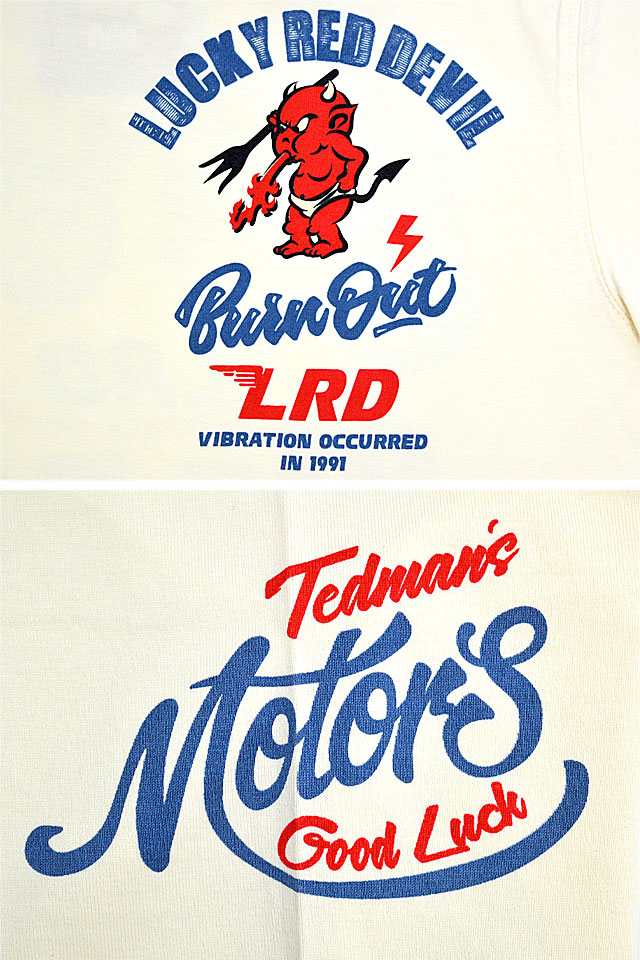 LUCKY RED DEVIL
Burn Out
LRD
VIBRATION OCCURRED
IN 1991
Tedman's
Motors
Good Luck